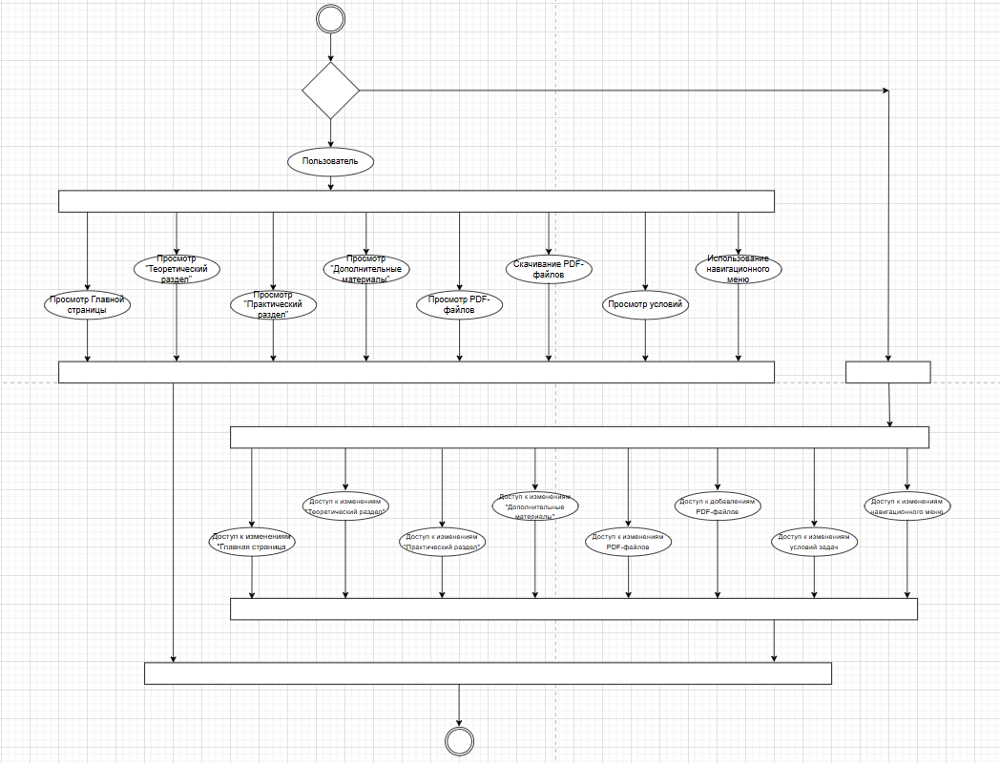 Пользователь
Просмотр
"Теоретический
раздел"
Просмотр
"Дополнительные
материалы"
Скачивание PDF-
файлов
Использование
навигационного
меню
Просмотр Главной
страницы
Просмотр
"Практический
раздел"
Просмотр PDF-
файлов
Просмотр условий
Доступ к изменениям
"Теоретический раздел"
Доступ к изменениям
"Дополнительные
материалы"
Доступ к добавлениям
PDF-файлов
Доступ к изменениям
навигационного меню
Доступ к изменениям
"Главная страница
Доступ к изменениям
"Практический раздел"
Доступ к изменениям
PDF-файлов
Доступ к изменениям
условий задач